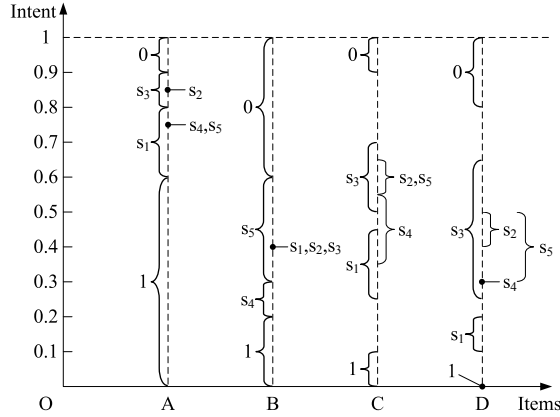 Intent
1
0.9
0.8
0.7
0.6
0.5
0.4
0.3
0.2
0.1
O
0
s₃
s₂
s₄,s₅
s₁
1
A
0
s₅
s₁,s₂,s₃
s₄
1
B
0
s₃
s₂,s₅
s₄
s₁
1
C
0
s₃
s₂
s₅
s₄
s₁
1
D
Items